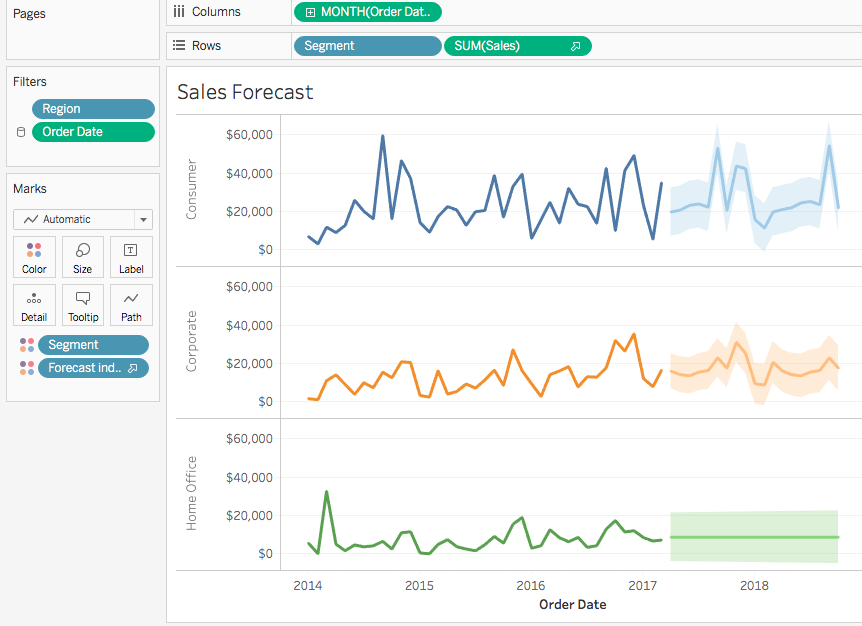 Pages
Columns
MONTH(Order Dat..
Rows
Segment
SUM(Sales)
Filters
Region
Order Date
Marks
Automatic
Color
Size
Label
Detail
Tooltip
Path
Segment
Forecast ind..
Sales Forecast
Consumer
$60,000
$40,000
$20,000
$0
Corporate
$60,000
$40,000
$20,000
$0
Home Office
$60,000
$40,000
$20,000
$0
2014
2015
2016
2017
2018
Order Date